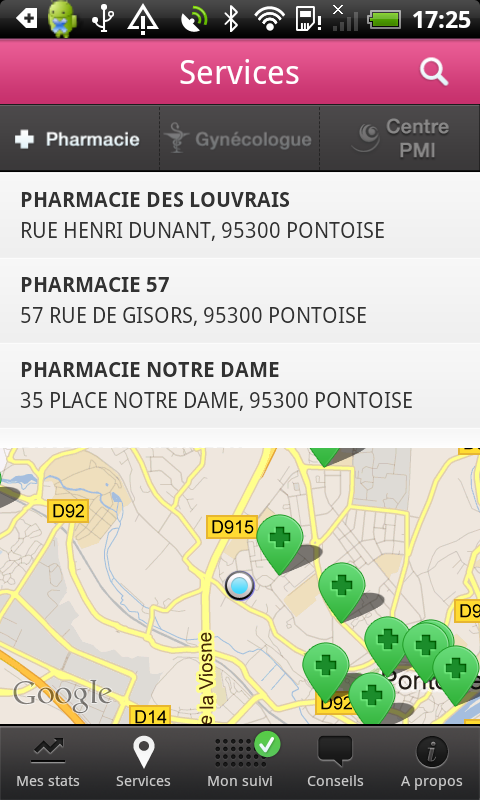 17:25
Services
Pharmacie
Gynécologue
Centre
PMI
PHARMACIE DES LOUVRAIS
RUE HENRI DUNANT, 95300 PONTOISE
PHARMACIE 57
57 RUE DE GISORS, 95300 PONTOISE
PHARMACIE NOTRE DAME
35 PLACE NOTRE DAME, 95300 PONTOISE
D92
D915
e la Viosne
Google
D14
Mes stats
Services
Mon suivi
Conseils
A propos